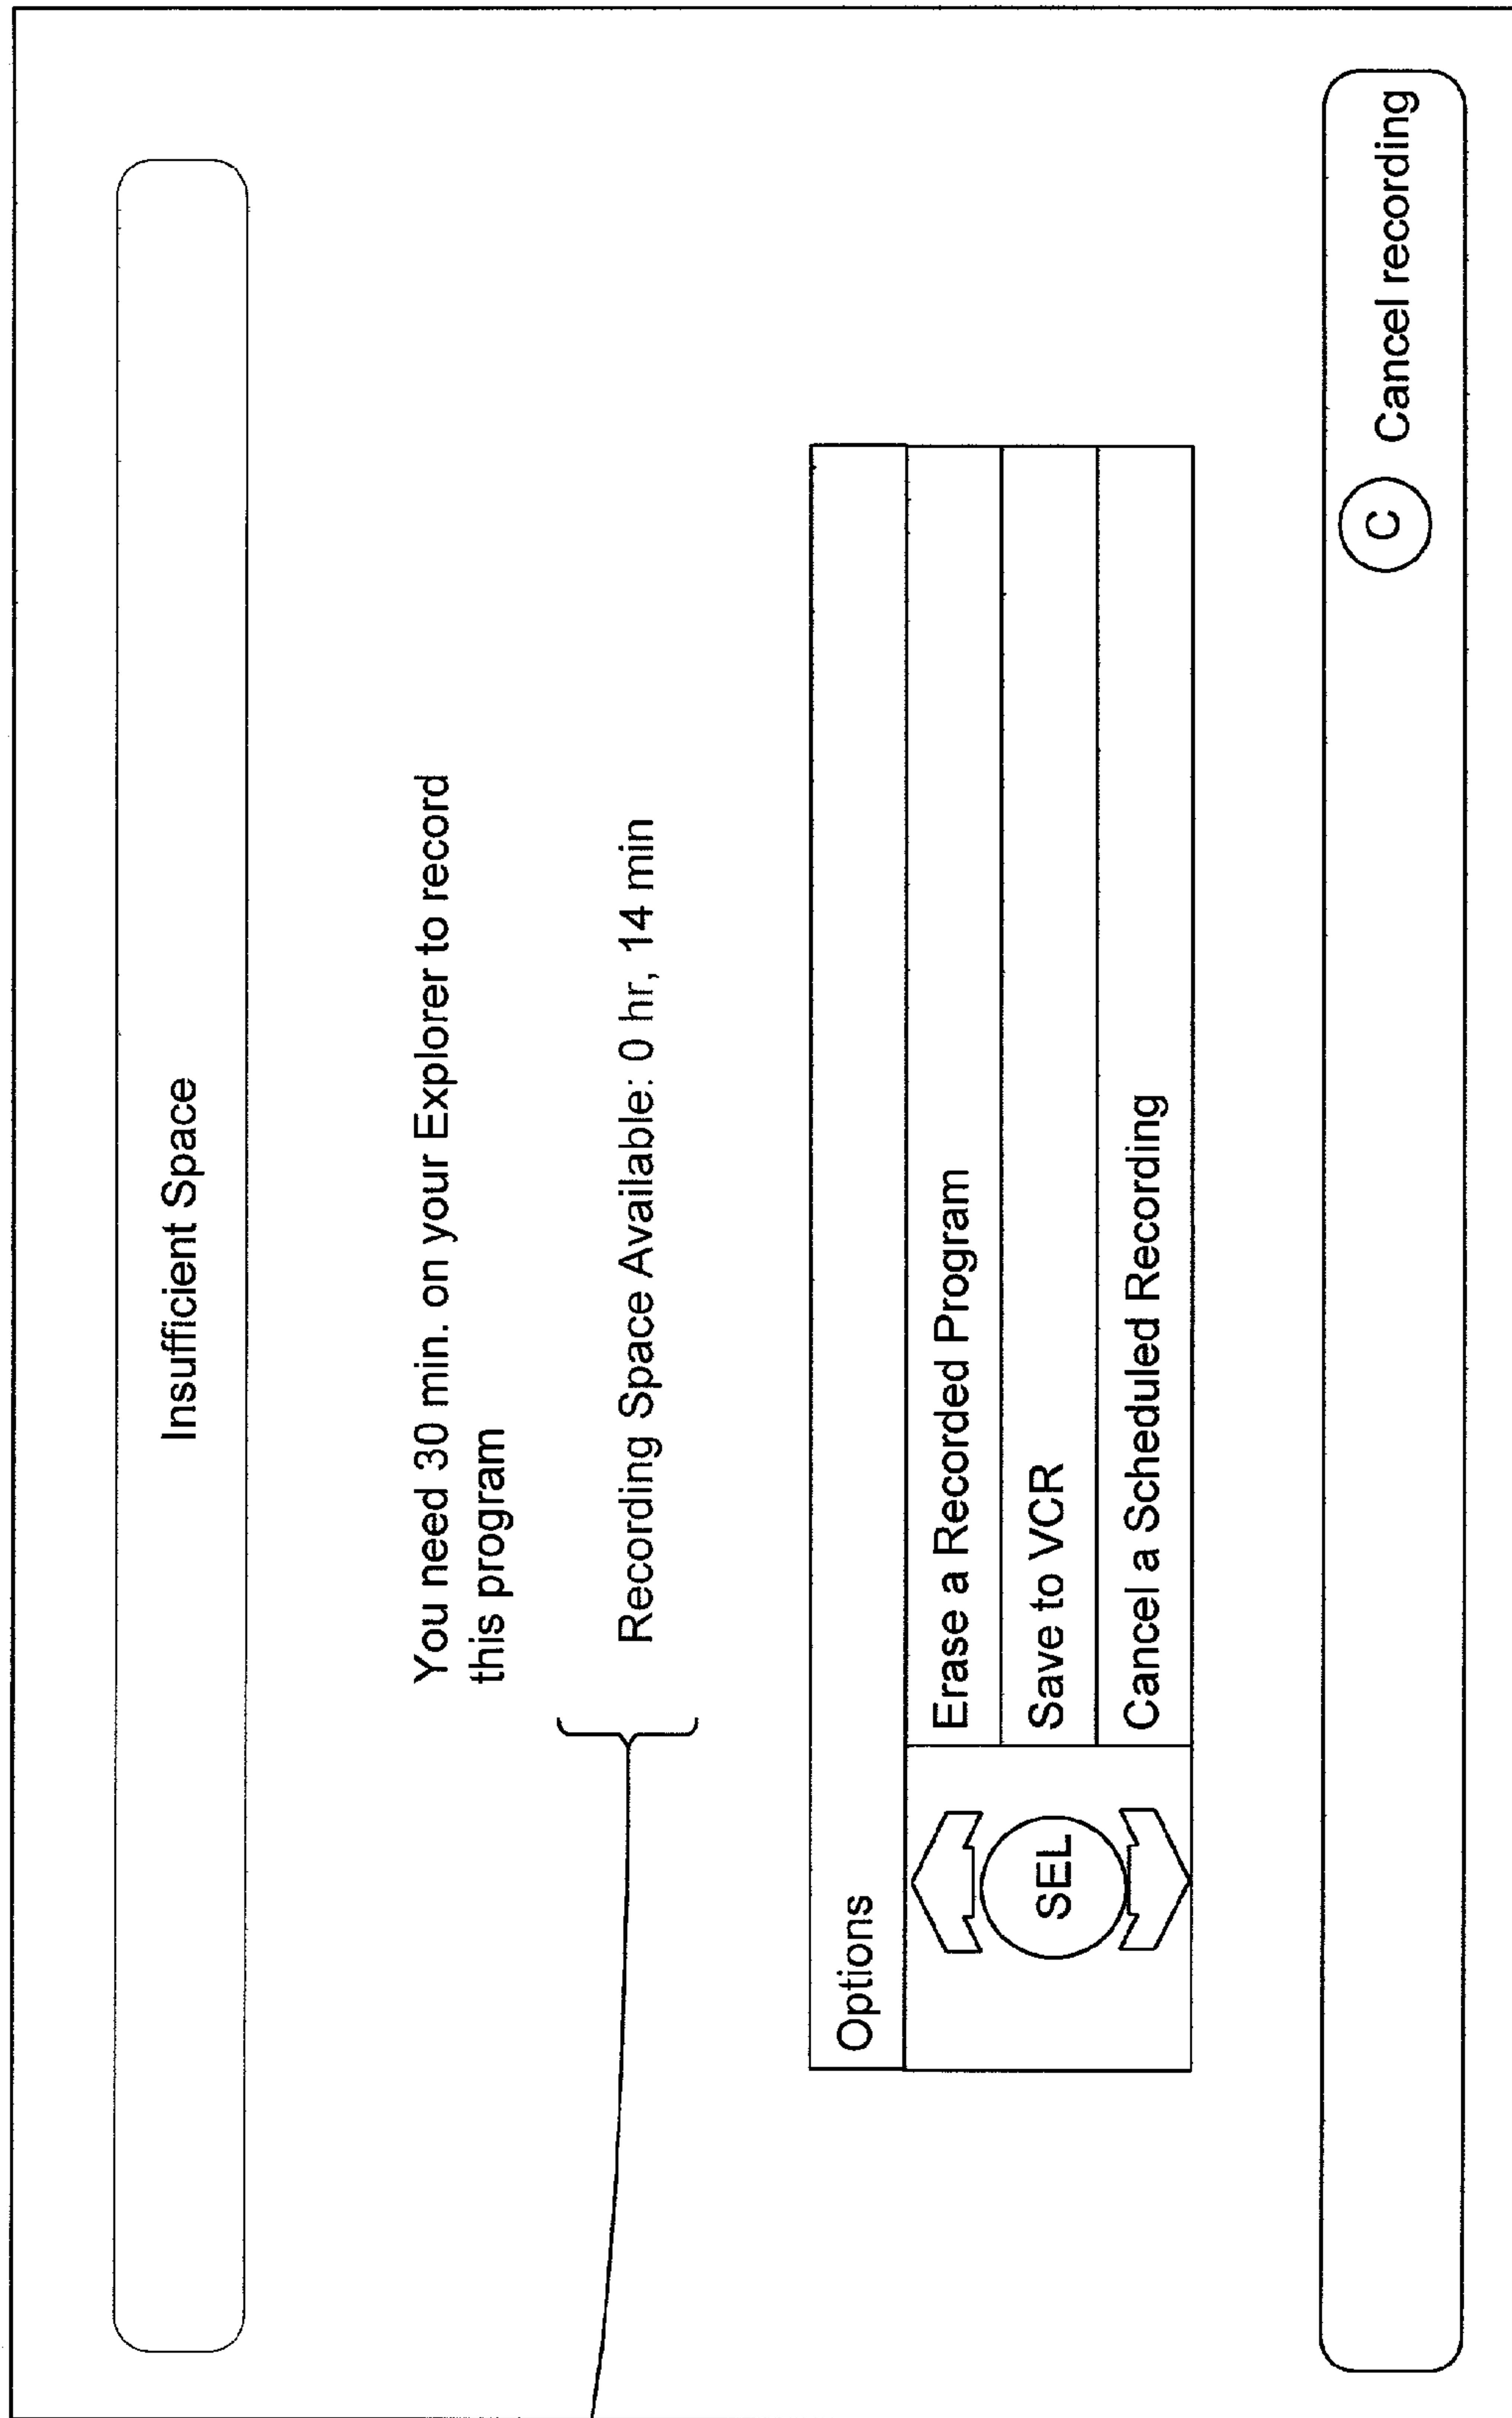 Insufficient Space
You need 30 min. on your Explorer to record
this program
Recording Space Available: 0 hr, 14 min
Options
SEL
Erase a Recorded Program
Save to VCR
Cancel a Scheduled Recording
C Cancel recording